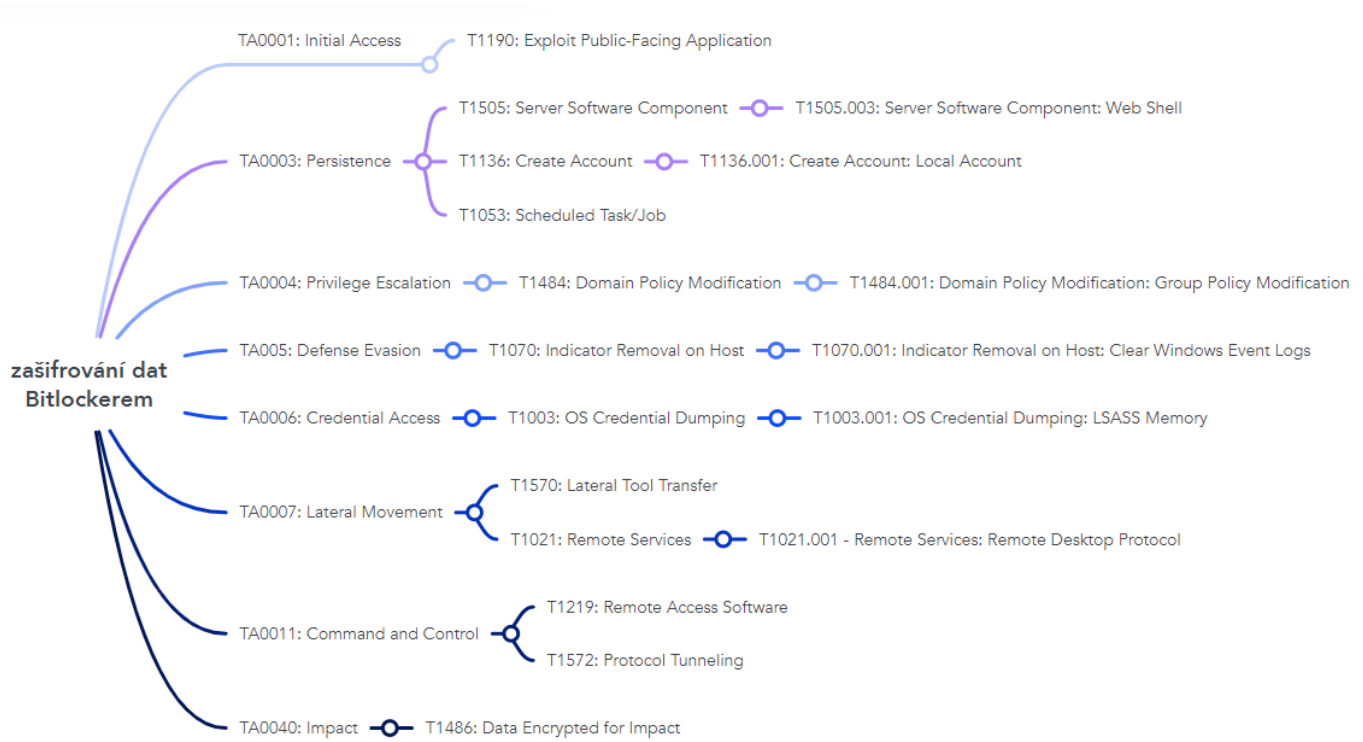 TA0001: Initial Access
T1190: Exploit Public-Facing Application
T1505: Server Software Component
T1505.003: Server Software Component: Web Shell
TA0003: Persistence
T1136: Create Account
T1136.001: Create Account: Local Account
T1053: Scheduled Task/Job
TA0004: Privilege Escalation
T1484: Domain Policy Modification
T1484.001: Domain Policy Modification: Group Policy Modification
TA005: Defense Evasion
T1070: Indicator Removal on Host
T1070.001: Indicator Removal on Host: Clear Windows Event Logs
zašifrování dat
Bitlockerem
TA0006: Credential Access
T1003: OS Credential Dumping
T1003.001: OS Credential Dumping: LSASS Memory
T1570: Lateral Tool Transfer
TA0007: Lateral Movement
T1021: Remote Services
T1021.001 - Remote Services: Remote Desktop Protocol
T1219: Remote Access Software
TA0011: Command and Control
T1572: Protocol Tunneling
TA0040: Impact
T1486: Data Encrypted for Impact